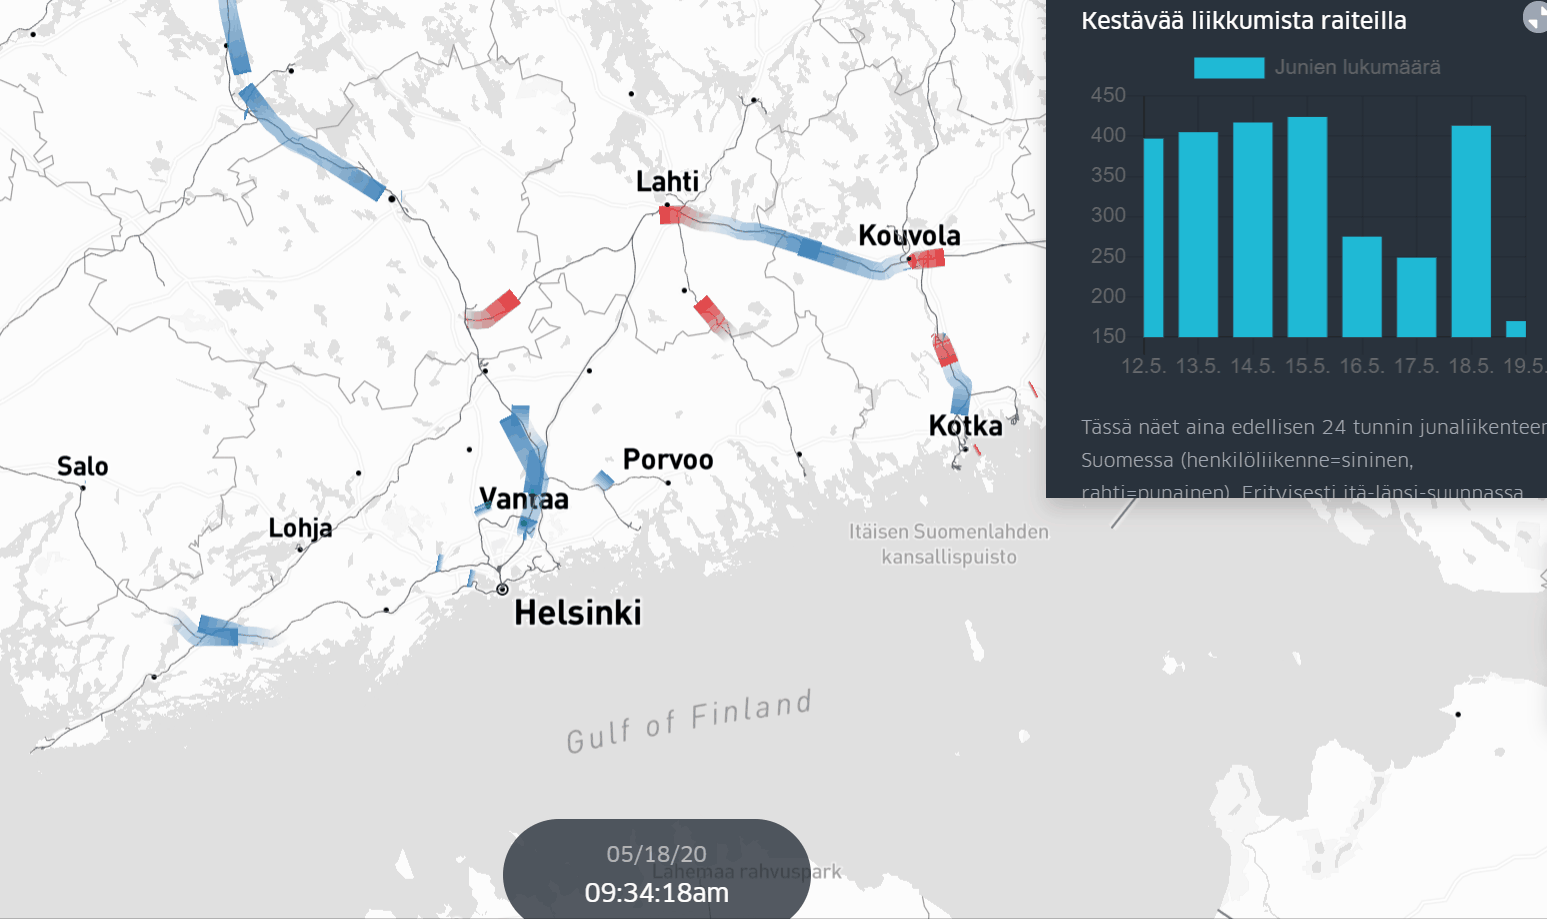 Kestävää liikkumista raiteilla
Junien lukumäärä
450
400
350
300
250
200
150
12.5. 13.5. 14.5. 15.5. 16.5. 17.5. 18.5. 19.5.
Tässä näet aina edellisen 24 tunnin junaliikenteen
Suomessa (henkilöliikenne=sininen,
rahti=punainen). Erityisesti itä-länsi-suunnassa
Lahti
Kouvola
Kotka
Porvoo
Salo
Vantaa
Lohja
Itäisen Suomenlahden
kansallispuisto
Helsinki
Gulf of Finland
05/18/20
Lahemaa rahvuspark
09:34:18am